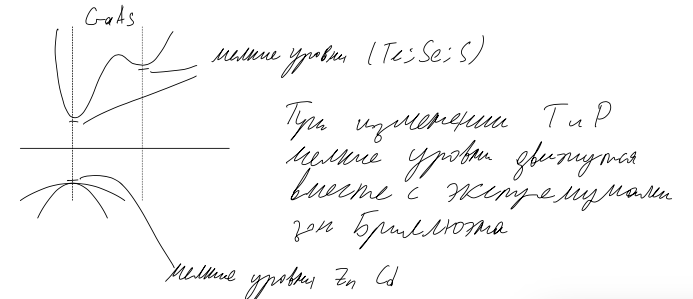 GaAs
мелкие уровни (Te; Se; S)
При изменении T и P
мелкие уровни движутся
вместе с экстремумами
зон Бриллюэна
мелкие уровни Zn Cd